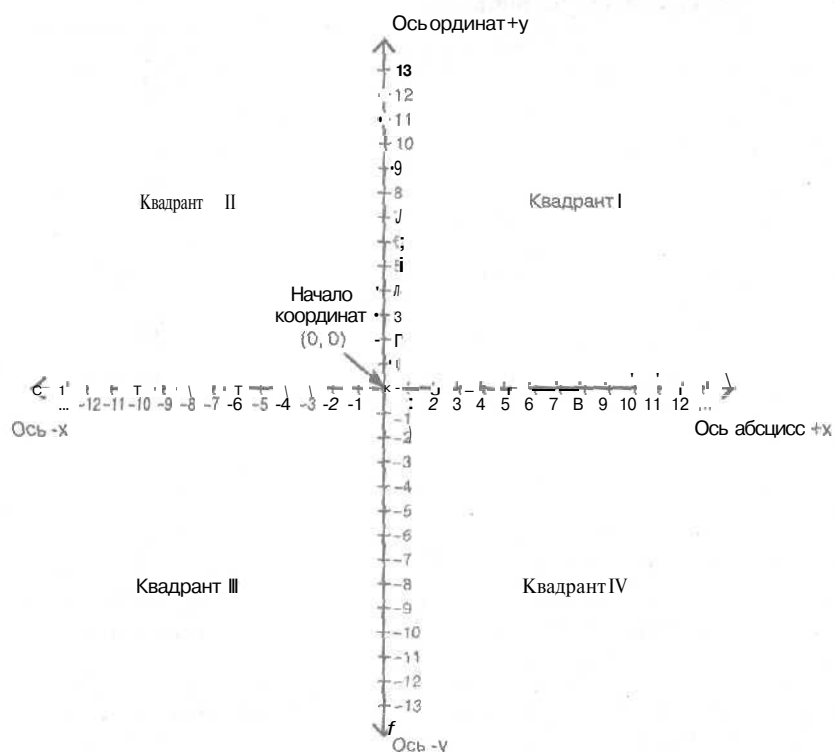 Ось ординат +y
13
12
11
10
9
8
Квадрант II
Квадрант I
Начало
координат
(0, 0)
3
-12 -11 -10 -9 -8 -7 -6 -5 -4 -3 -2 -1 2 3 4 5 6 7 8 9 10 11 12
Ось -x
Ось абсцисс +x
-1
-2
-3
-4
-5
-6
-7
-8
-9
-10
-11
-12
-13
Квадрант III
Квадрант IV
Ось -y